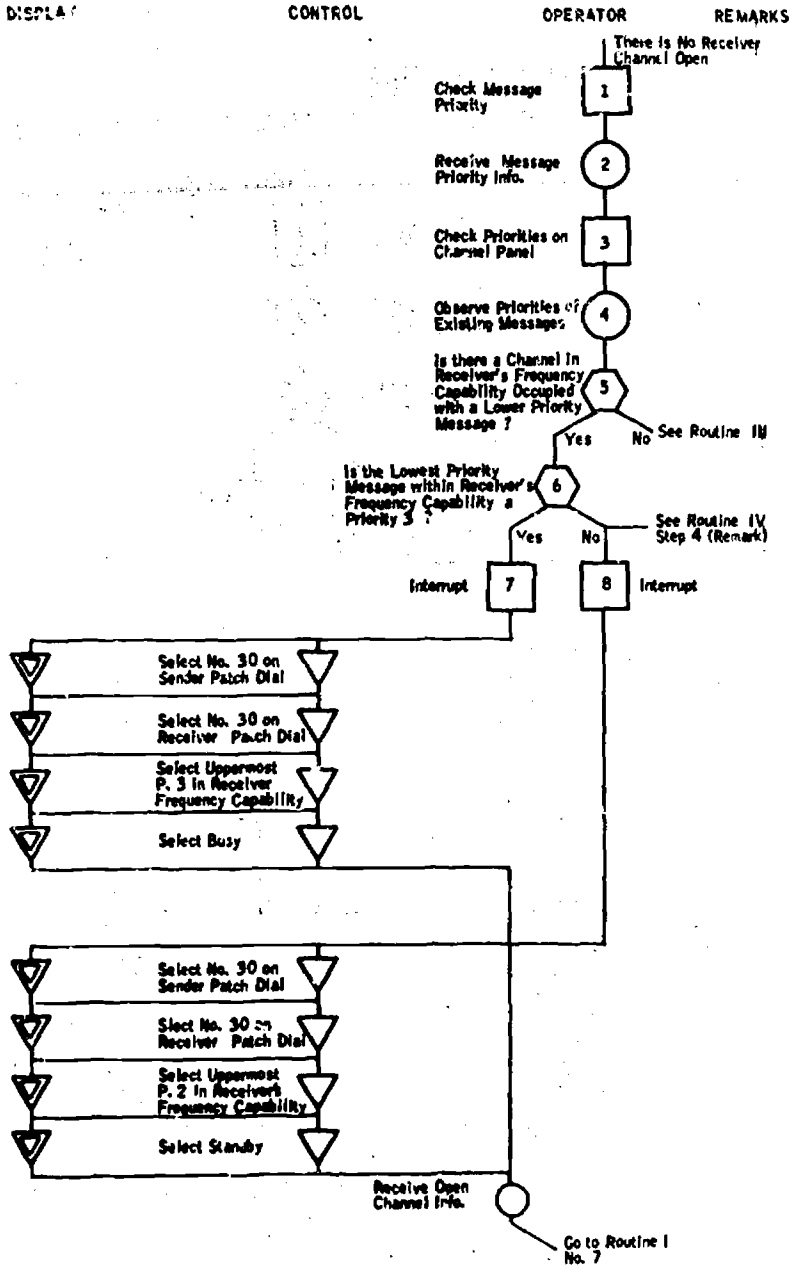 DISPLAY CONTROL OPERATOR REMARKS
There Is No Receiver
Channel Open
Check Message
Priority
1
Receive Message
Priority Info.
2
Check Priorities on
Channel Panel
3
Observe Priorities of
Existing Messages
4
Is there a Channel in
Receiver's Frequency
Capability Occupied
with a Lower Priority
Message ?
5
Yes
No
See Routine III
Is the Lowest Priority
Message within Receiver's
Frequency Capability a
Priority 3 ?
6
Yes
No
See Routine IV
Step 4 (Remark)
Interrupt
7
8
Interrupt
Select No. 30 on
Sender Patch Dial
Select No. 30 on
Receiver Patch Dial
Select Uppermost
P. 3 in Receiver
Frequency Capability
Select Busy
Select No. 30 on
Sender Patch Dial
Slect No. 30 on
Receiver Patch Dial
Select Uppermost
P. 2 in Receiver's
Frequency Capability
Select Standby
Receive Open
Channel Info.
Go to Routine I
No. 7